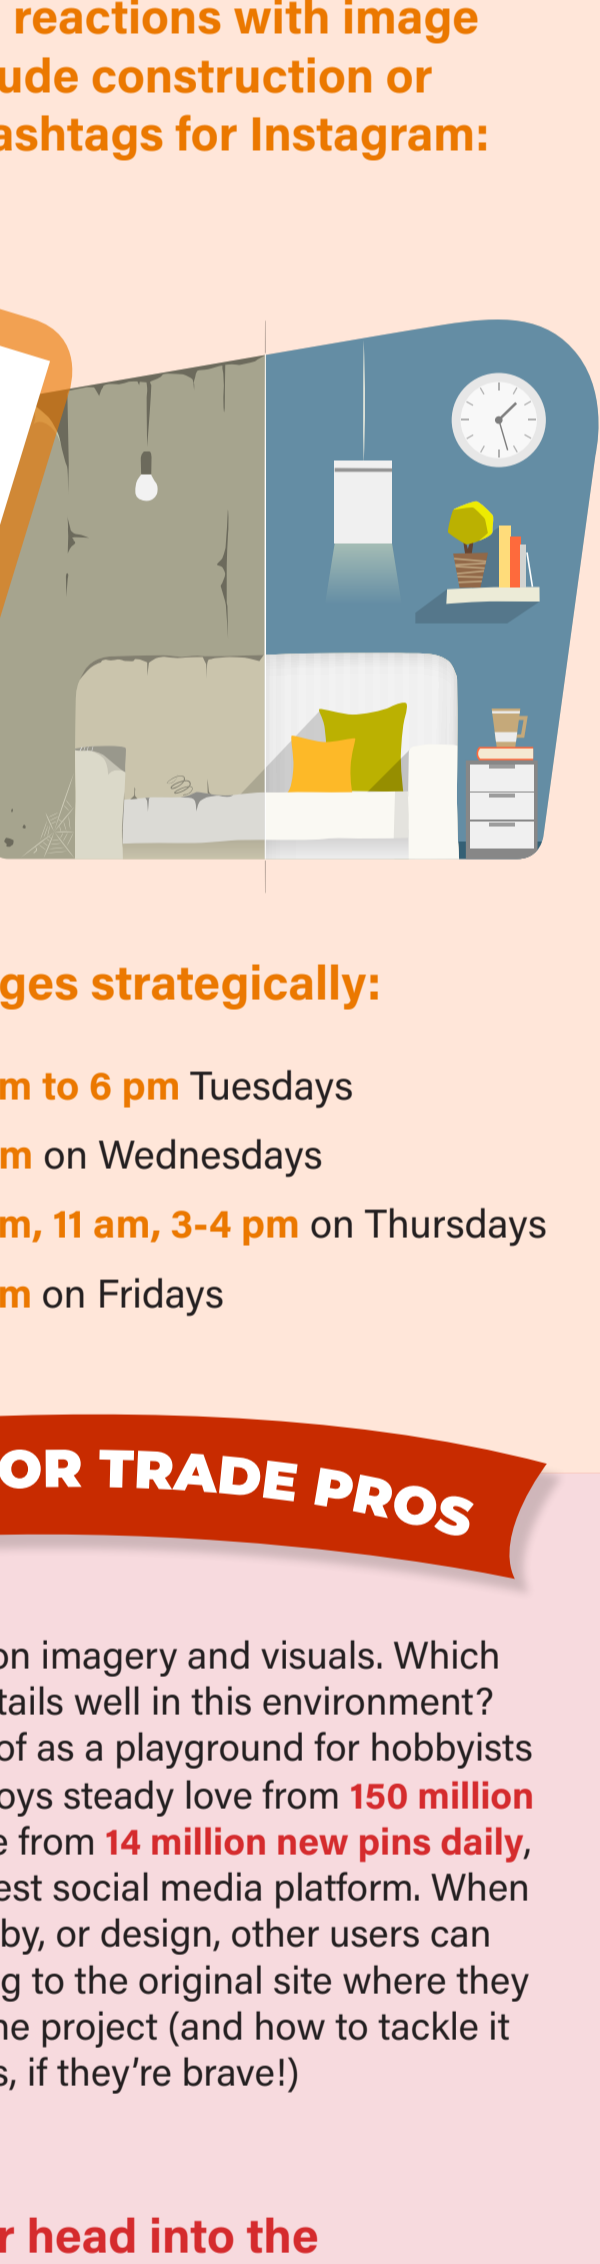 reactions with image
ude construction or
ashtags for Instagram:
ges strategically:
m to 6 pm Tuesdays
m on Wednesdays
m, 11 am, 3-4 pm on Thursdays
m on Fridays
OR TRADE PROS
on imagery and visuals. Which
tails well in this environment?
of as a playground for hobbyists
oys steady love from 150 million
e from 14 million new pins daily,
est social media platform. When
by, or design, other users can
g to the original site where they
he project (and how to tackle it
s, if they’re brave!)
r head into the